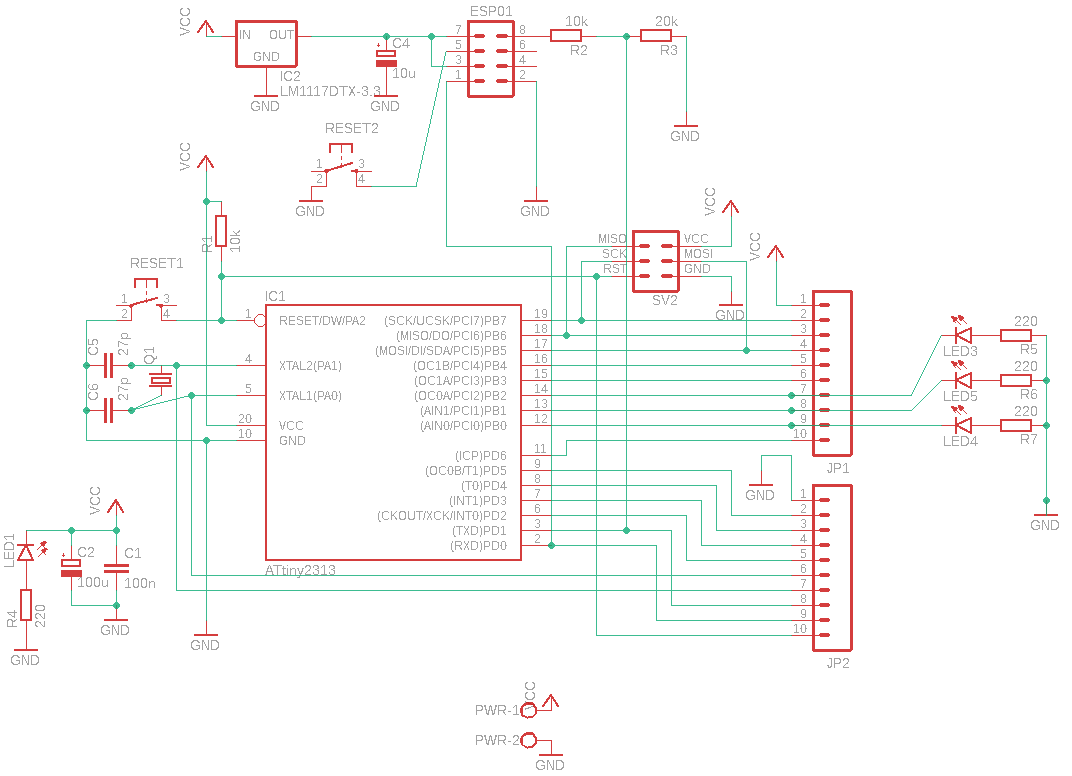 VCC
IN OUT
GND
IC2
LM1117DTX-3.3
GND
C4
10u
GND
ESP01
7 8
5 6
3 4
1 2
10k
R2
20k
R3
GND
GND
RESET2
1 3
2 4
GND
VCC
R1
10k
VCC
MISO VCC
SCK MOSI
RST GND
SV2
GND
VCC
RESET1
1 3
2 4
C5
27p
C6
27p
Q1
IC1
1 RESET/DW/PA2
4 XTAL2(PA1)
5 XTAL1(PA0)
20 VCC
10 GND
(SCK/UCSK/PCI7)PB7 19
(MISO/DO/PCI6)PB6 18
(MOSI/DI/SDA/PCI5)PB5 17
(OC1B/PCI4)PB4 16
(OC1A/PCI3)PB3 15
(OC0A/PCI2)PB2 14
(AIN1/PCI1)PB1 13
(AIN0/PCI0)PB0 12
(ICP)PD6 11
(OC0B/T1)PD5 9
(T0)PD4 8
(INT1)PD3 7
(CKOUT/XCK/INT0)PD2 6
(TXD)PD1 3
(RXD)PD0 2
ATtiny2313
GND
1
2
3
4
5
6
7
8
9
10
JP1
GND
1
2
3
4
5
6
7
8
9
10
JP2
LED3
220
R5
LED5
220
R6
LED4
220
R7
GND
VCC
LED1
R4
220
GND
C2
100u
C1
100n
GND
VCC
PWR-1
PWR-2
GND